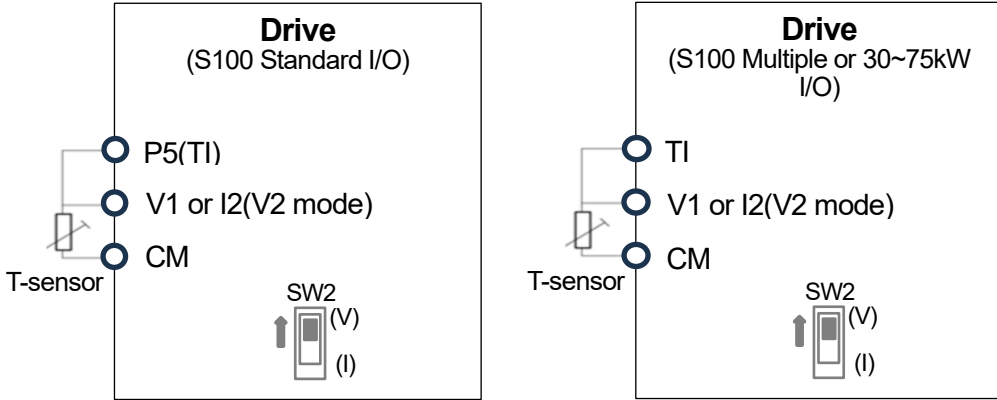 Drive
(S100 Standard I/O)
P5(TI)
V1 or I2(V2 mode)
CM
T-sensor
SW2
(V)
(I)
Drive
(S100 Multiple or 30~75kW
I/O)
TI
V1 or I2(V2 mode)
CM
T-sensor
SW2
(V)
(I)